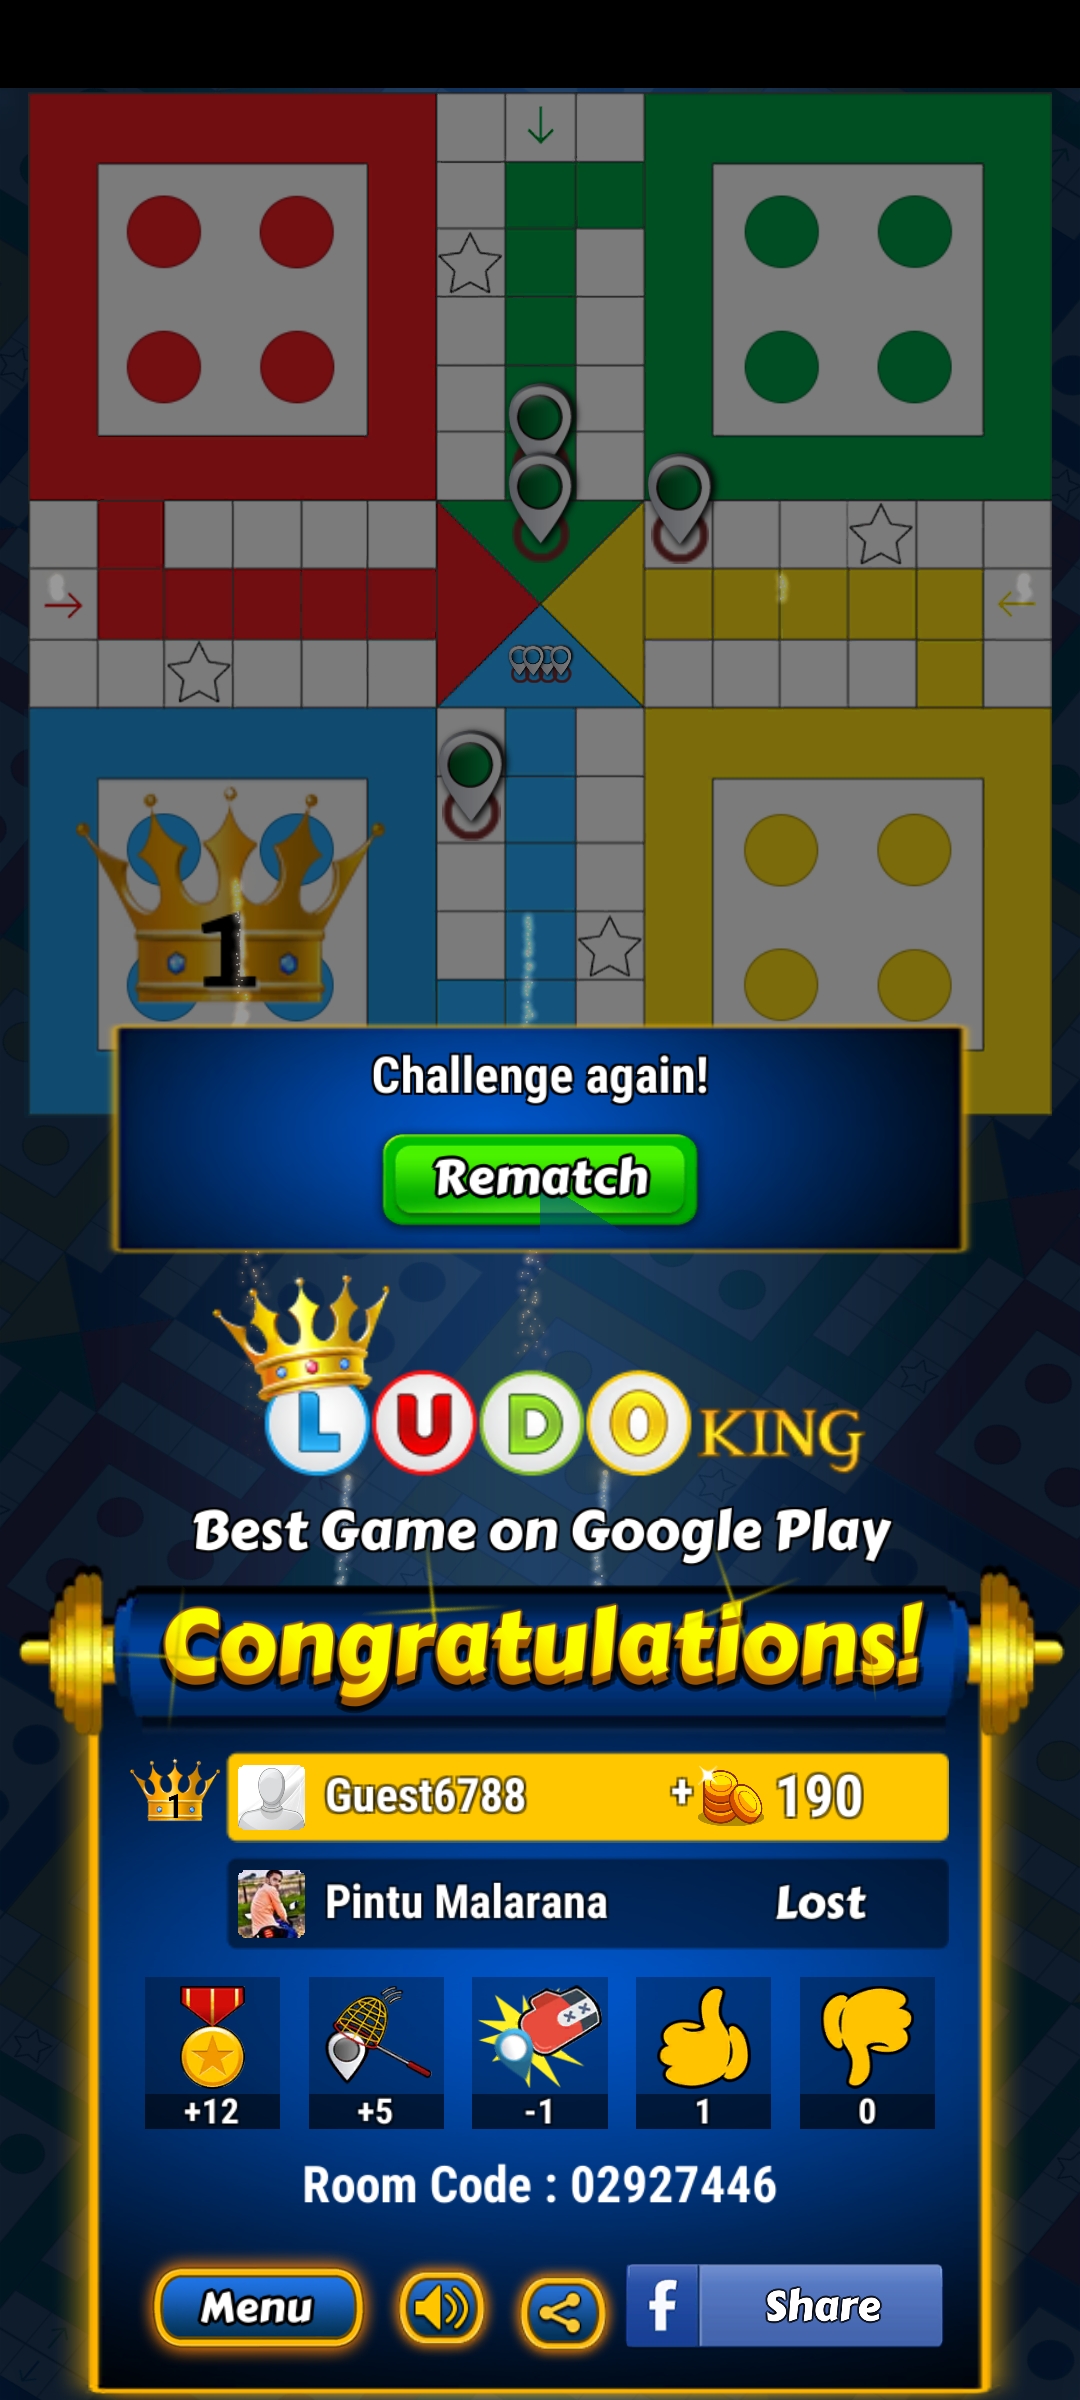 1
Challenge again!
Rematch
LUDO KING
Best Game on Google Play
Congratulations!
1 Guest6788 + 190
Pintu Malarana Lost
+12 +5 -1 1 0
Room Code : 02927446
Menu f Share